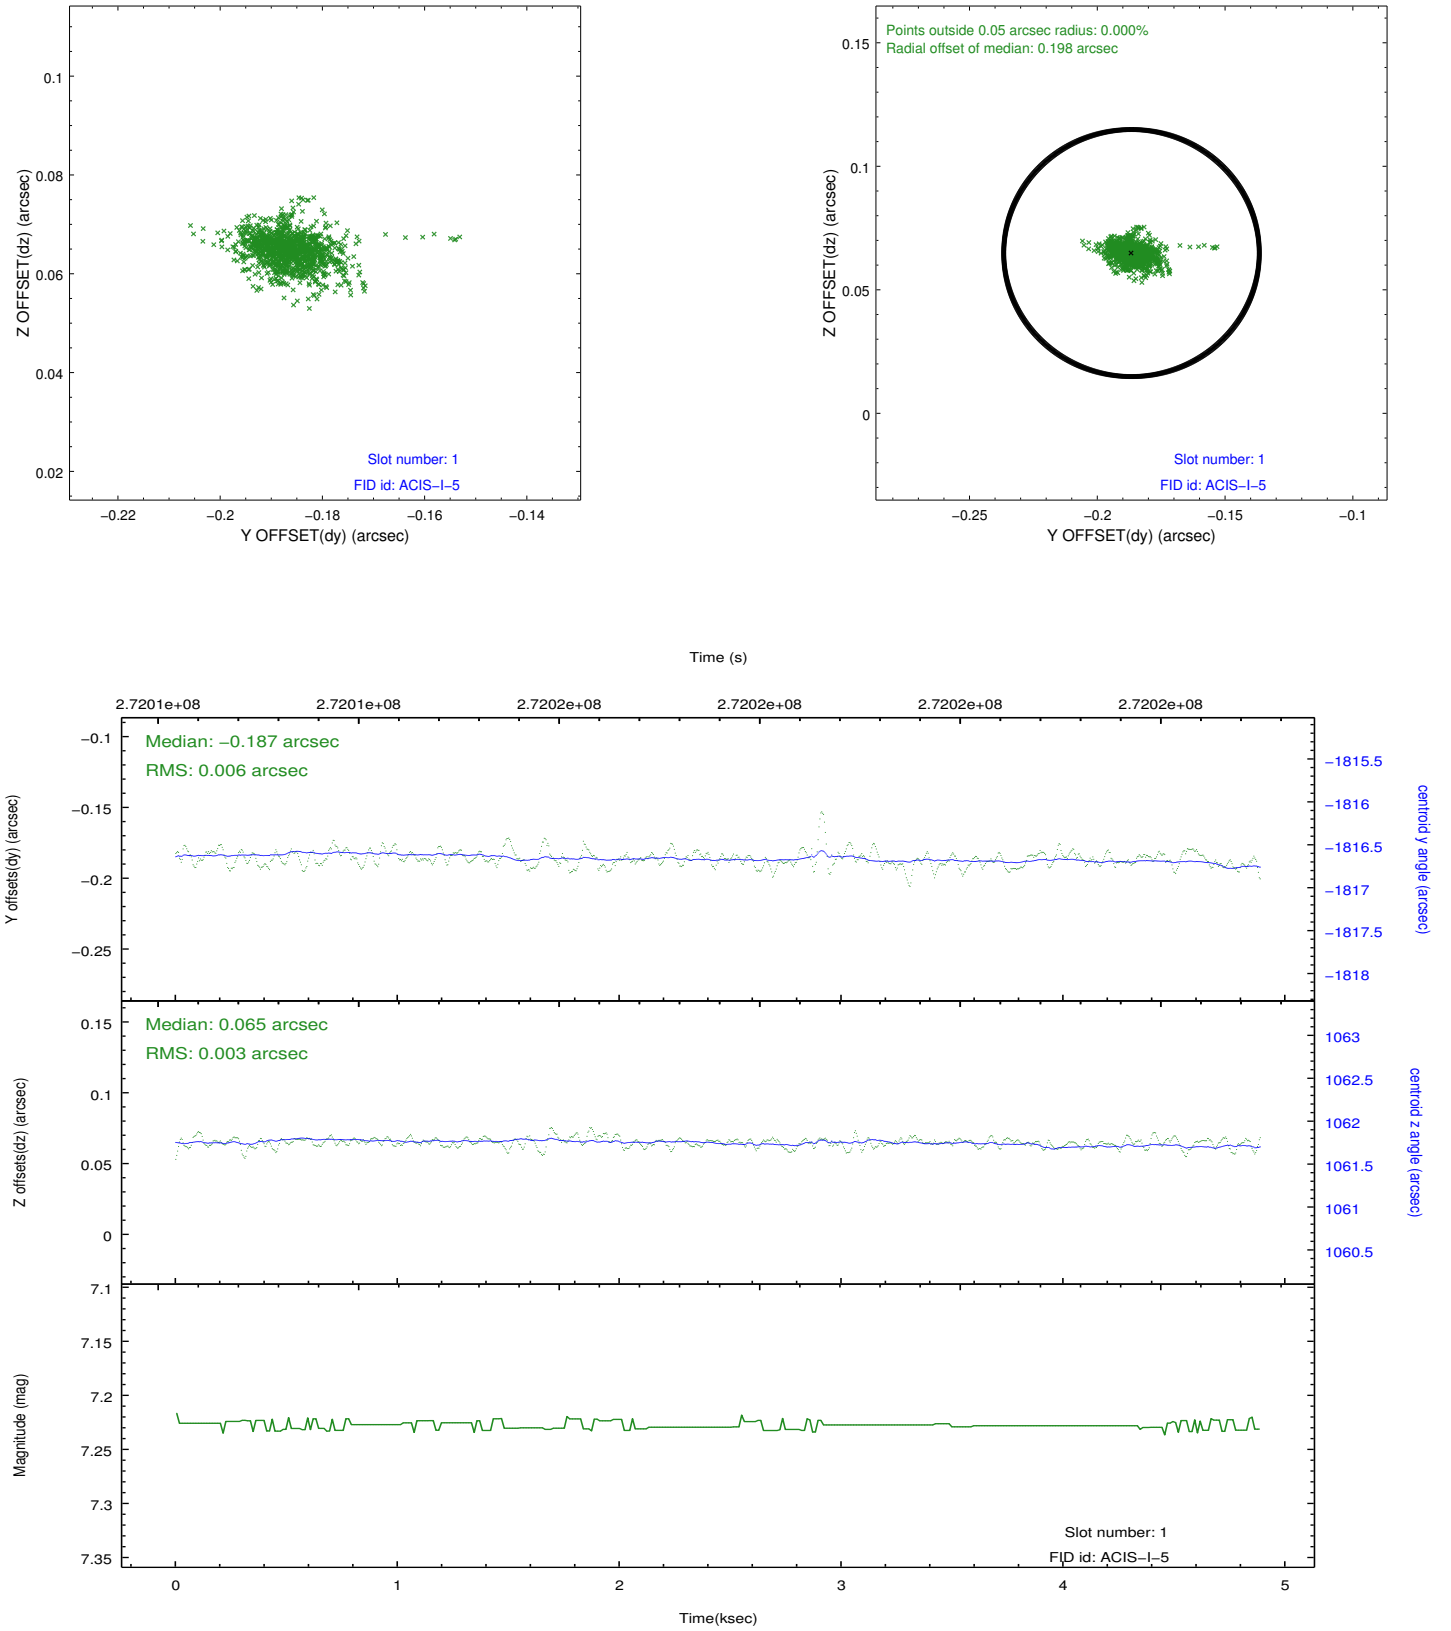 0.1
0.08
0.06
0.04
0.02
Z OFFSET(dz) (arcsec)
Slot number: 1
FID id: ACIS−I−5
−0.22
−0.2
−0.18
−0.16
−0.14
Y OFFSET(dy) (arcsec)
Points outside 0.05 arcsec radius: 0.000%
Radial offset of median: 0.198 arcsec
0.15
0.1
0.05
0
Z OFFSET(dz) (arcsec)
Slot number: 1
FID id: ACIS−I−5
−0.25
−0.2
−0.15
−0.1
Y OFFSET(dy) (arcsec)
Time (s)
2.7201e+08
2.7201e+08
2.7202e+08
2.7202e+08
2.7202e+08
2.7202e+08
Median: −0.187 arcsec
RMS: 0.006 arcsec
−0.1
−0.15
−0.2
−0.25
Y offsets(dy) (arcsec)
−1815.5
−1816
−1816.5
−1817
−1817.5
−1818
centroid y angle (arcsec)
Median: 0.065 arcsec
RMS: 0.003 arcsec
0.15
0.1
0.05
0
Z offsets(dz) (arcsec)
1063
1062.5
1062
1061.5
1061
1060.5
centroid z angle (arcsec)
7.1
7.15
7.2
7.25
7.3
7.35
Magnitude (mag)
Slot number: 1
FID id: ACIS−I−5
0
1
2
3
4
5
Time(ksec)